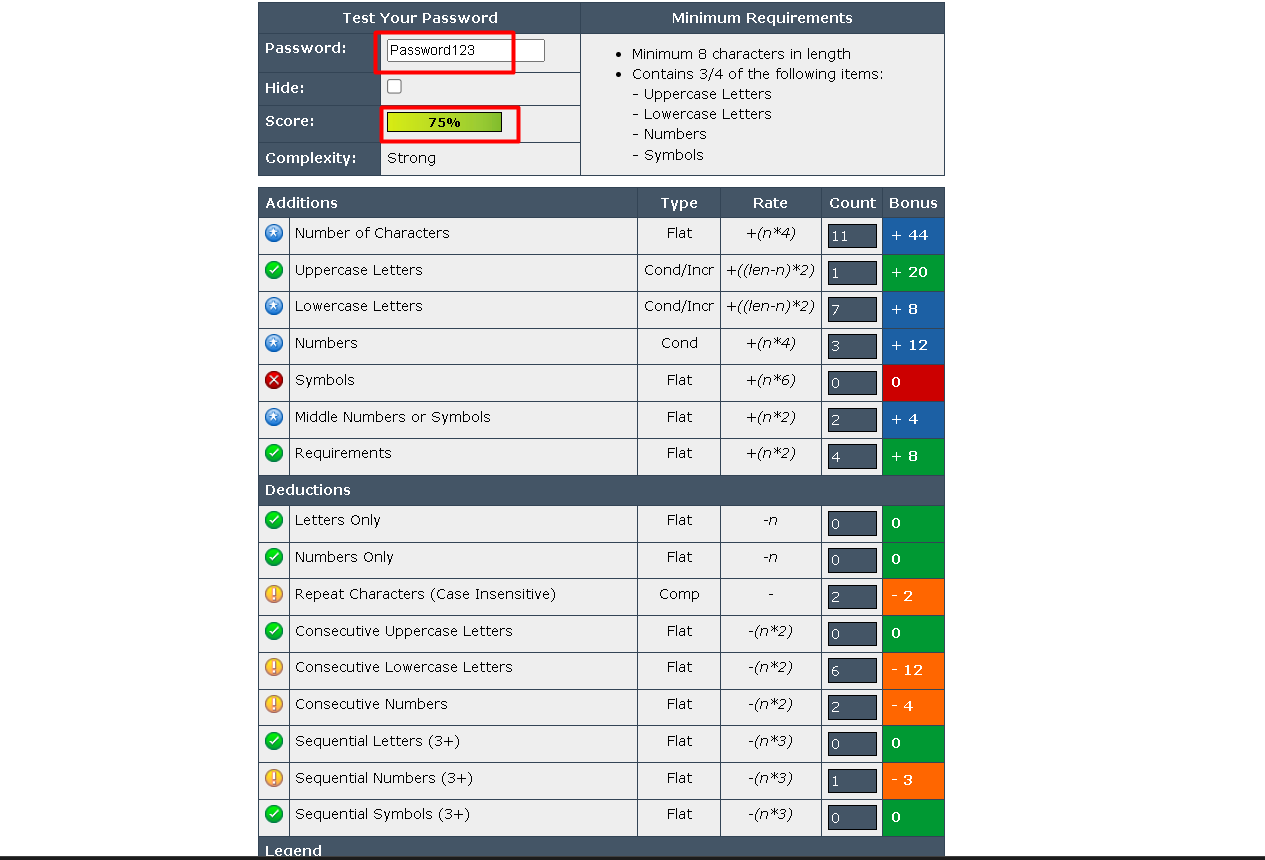 Test Your Password Minimum Requirements
Password: Password123
Hide:
Score: 75%
Complexity: Strong
• Minimum 8 characters in length
• Contains 3/4 of the following items:
- Uppercase Letters
- Lowercase Letters
- Numbers
- Symbols
Additions Type Rate Count Bonus
Number of Characters Flat +(n*4) 11 + 44
Uppercase Letters Cond/Incr +((len-n)*2) 1 + 20
Lowercase Letters Cond/Incr +((len-n)*2) 7 + 8
Numbers Cond +(n*4) 3 + 12
Symbols Flat +(n*6) 0 0
Middle Numbers or Symbols Flat +(n*2) 2 + 4
Requirements Flat +(n*2) 4 + 8
Deductions
Letters Only Flat -n 0 0
Numbers Only Flat -n 0 0
Repeat Characters (Case Insensitive) Comp - 2 - 2
Consecutive Uppercase Letters Flat -(n*2) 0 0
Consecutive Lowercase Letters Flat -(n*2) 6 - 12
Consecutive Numbers Flat -(n*2) 2 - 4
Sequential Letters (3+) Flat -(n*3) 0 0
Sequential Numbers (3+) Flat -(n*3) 1 - 3
Sequential Symbols (3+) Flat -(n*3) 0 0
Legend